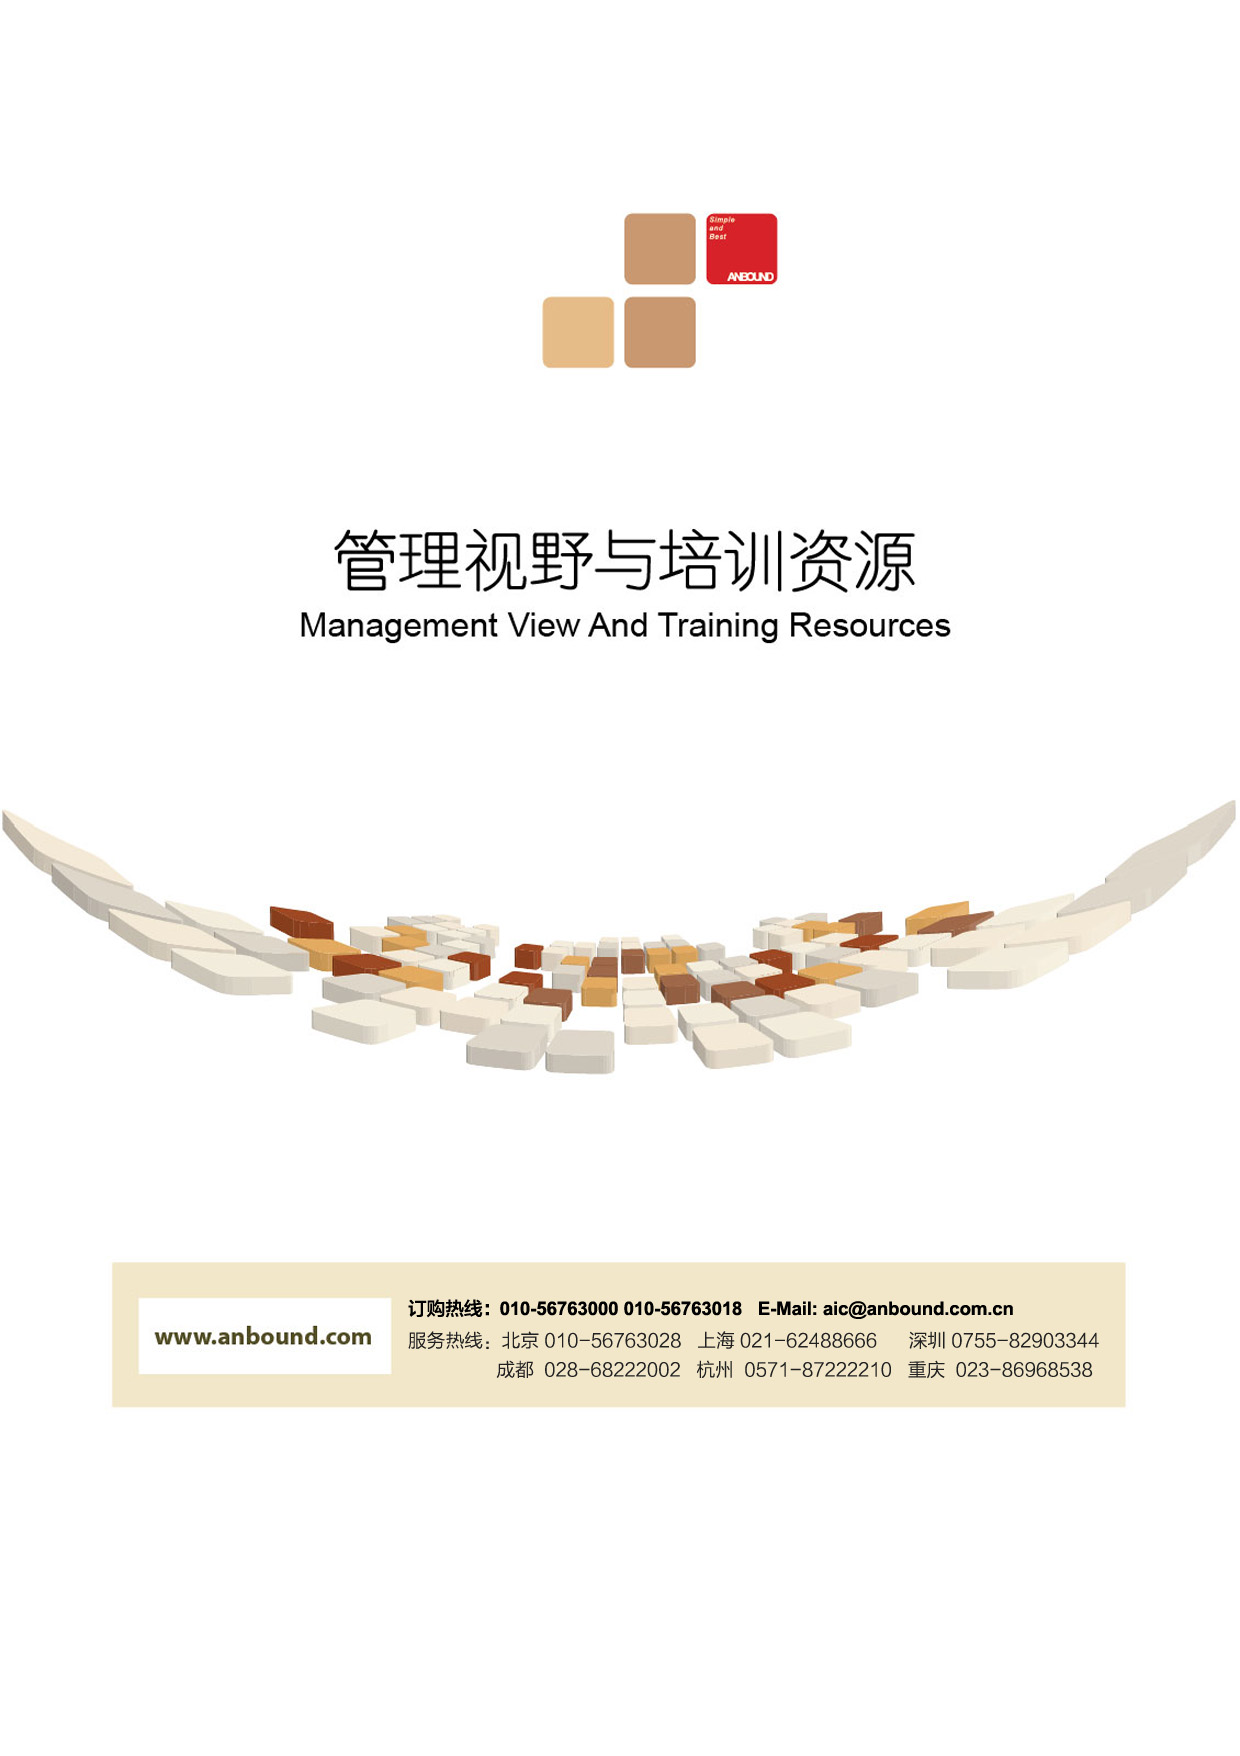 Simple
and
Best
ANBOUND
管理视野与培训资源
Management View And Training Resources
www.anbound.com
订购热线：010-56763000 010-56763018 E-Mail: aic@anbound.com.cn
服务热线：北京 010-56763028 上海 021-62488666 深圳 0755-82903344
成都 028-68222002 杭州 0571-87222210 重庆 023-86968538